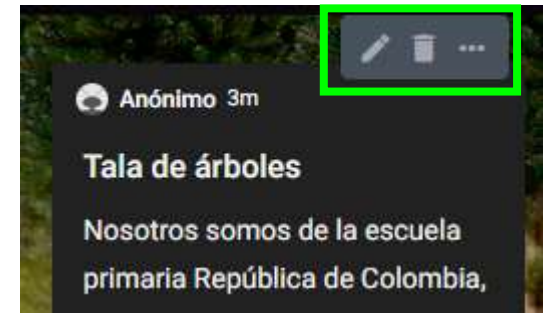 Anónimo 3m
Tala de árboles
Nosotros somos de la escuela
primaria República de Colombia,